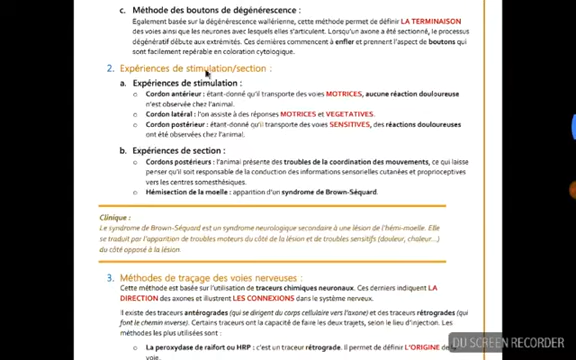 c. Méthode des boutons de dégénérescence :
Egalement basée sur la dégénérescence wallérienne, cette méthode permet de définir LA TERMINAISON
des voies ainsi que les neurones avec lesquels elles s'articulent. Lorsqu'un axone a été sectionné, le processus
dégénératif débute aux extrémités. Ces dernières commencent à enfler et prennent l'aspect de boutons qui
sont facilement repérable en coloration cytologique.
2. Expériences de stimulation/section :
a. Expériences de stimulation :
o Cordon antérieur : étant-donné qu'il transporte des voies MOTRICES, aucune réaction douloureuse
n'est observée chez l'animal.
o Cordon latéral : l'on assiste à des réponses MOTRICES et VEGETATIVES.
o Cordon postérieur : étant-donné qu'il transporte des voies SENSITIVES, des réactions douloureuses
ont été observées chez l'animal.
b. Expériences de section :
o Cordons postérieurs : l'animal présente des troubles de la coordination des mouvements, ce qui laisse
penser qu'il soit responsable de la conduction des informations sensorielles cutanées et proprioceptives
vers les centres somesthésiques.
o Hémisection de la moelle : apparition d'un syndrome de Brown-Séquard.
Clinique :
Le syndrome de Brown-Séquard est un syndrome neurologique secondaire à une lésion de l'hémi-moelle. Elle
se traduit par l'apparition de troubles moteurs du côté de la lésion et de troubles sensitifs (douleur, chaleur...)
du côté opposé à la lésion.
3. Méthodes de traçage des voies nerveuses :
Cette méthode est basée sur l'utilisation de traceurs chimiques neuronaux. Ces derniers indiquent LA
DIRECTION des axones et illustrent LES CONNEXIONS dans le système nerveux.
Il existe des traceurs antérogrades (qui se dirigent du corps cellulaire vers l'axone) et des traceurs rétrogrades (qui
font le chemin inverse). Certains traceurs ont la capacité de faire les deux trajets, selon le lieu d'injection. Les
méthodes les plus utilisées sont :
o La peroxydase de raifort ou HRP : c'est un traceur rétrograde. Il permet de définir L'ORIGINE de la
voie.
DU SCREEN RECORDER